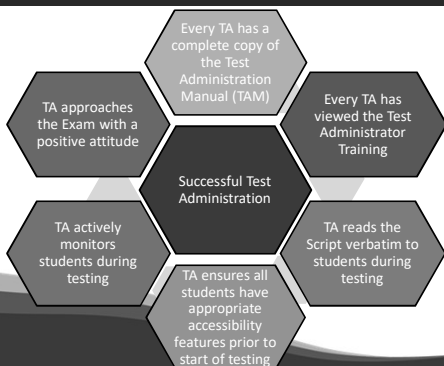 Every TA has a
complete copy of
the Test
Administration
Manual (TAM)
Every TA has
viewed the Test
Administrator
Training
TA reads the
Script verbatim to
students during
testing
TA ensures all
students have
appropriate
accessibility
features prior to
start of testing
TA actively
monitors
students during
testing
TA approaches
the Exam with a
positive attitude
Successful Test
Administration